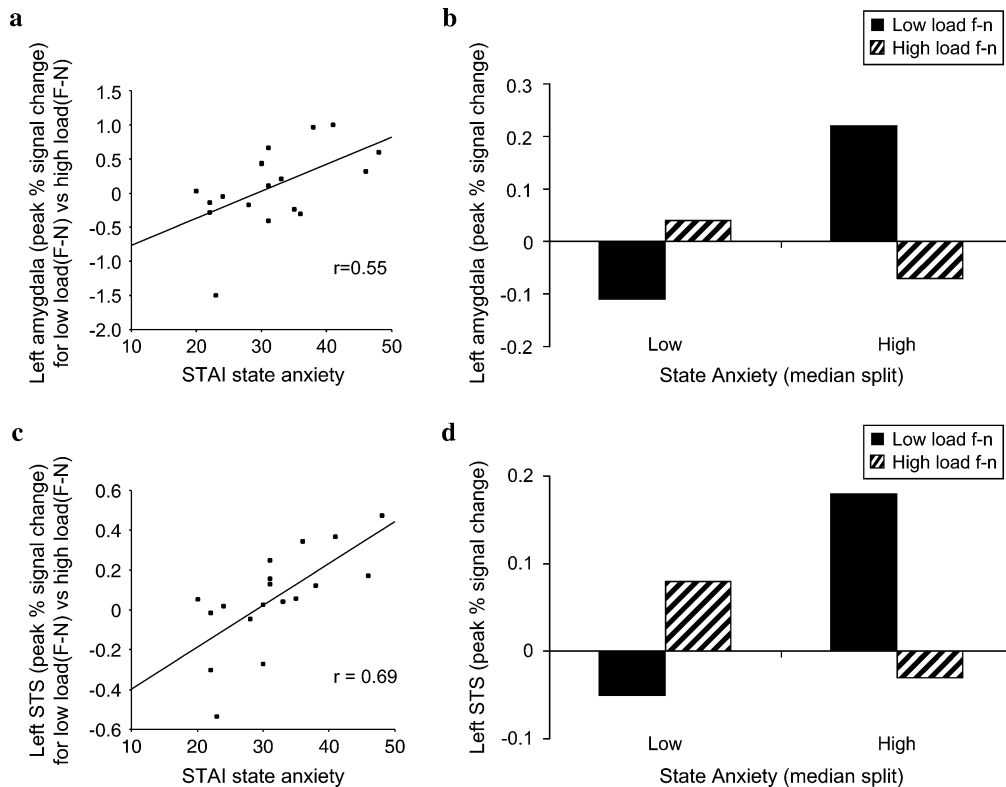 a
Left amygdala (peak % signal change)
for low load(F-N) vs high load(F-N)
1.5
1.0
0.5
0
-0.5
-1.0
-1.5
-2.0
r=0.55
10
20
30
40
50
STAI state anxiety
b
Low load f-n
High load f-n
Left amygdala (peak % signal change)
0.3
0.2
0.1
0
-0.1
-0.2
Low
High
State Anxiety (median split)
c
Left STS (peak % signal change)
for low load(F-N) vs high load(F-N)
0.6
0.4
0.2
0
-0.2
-0.4
-0.6
r = 0.69
10
20
30
40
50
STAI state anxiety
d
Low load f-n
High load f-n
Left STS (peak % signal change)
0.2
0.1
0
-0.1
Low
High
State Anxiety (median split)